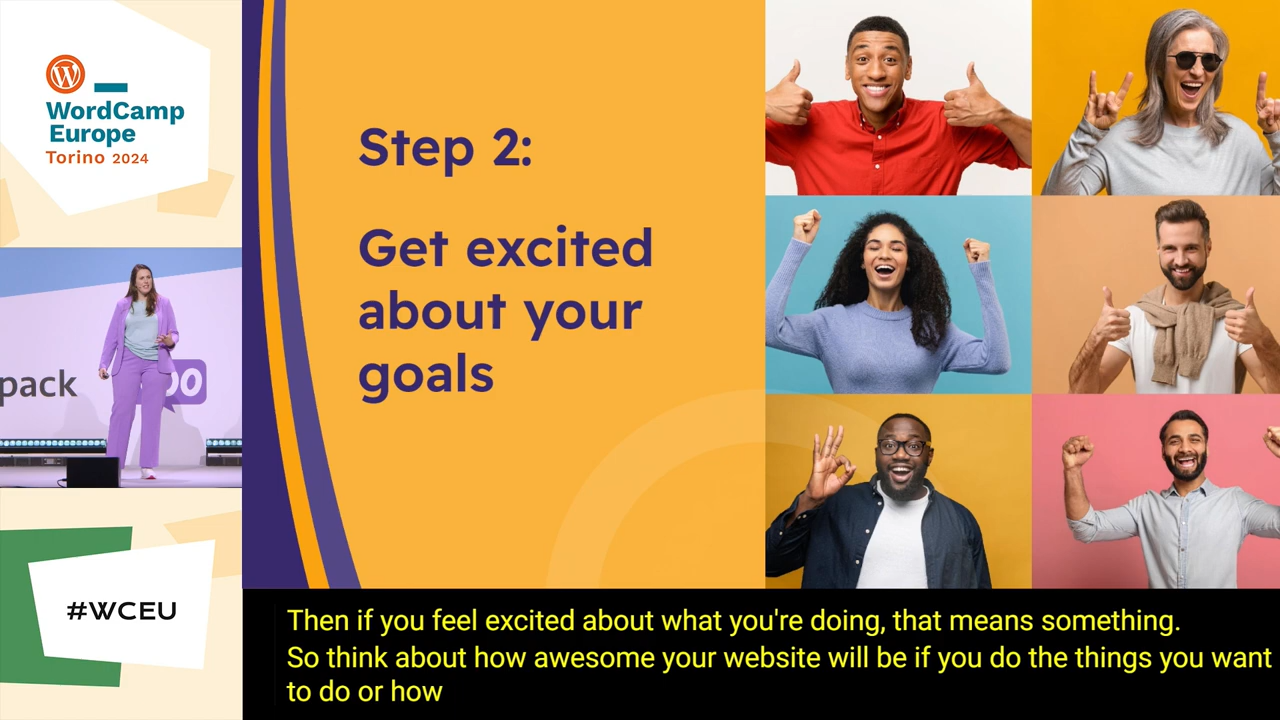 WordCamp
Europe
Torino 2024
pack
#WCEU
Step 2:
Get excited
about your
goals
Then if you feel excited about what you're doing, that means something.
So think about how awesome your website will be if you do the things you want
to do or how